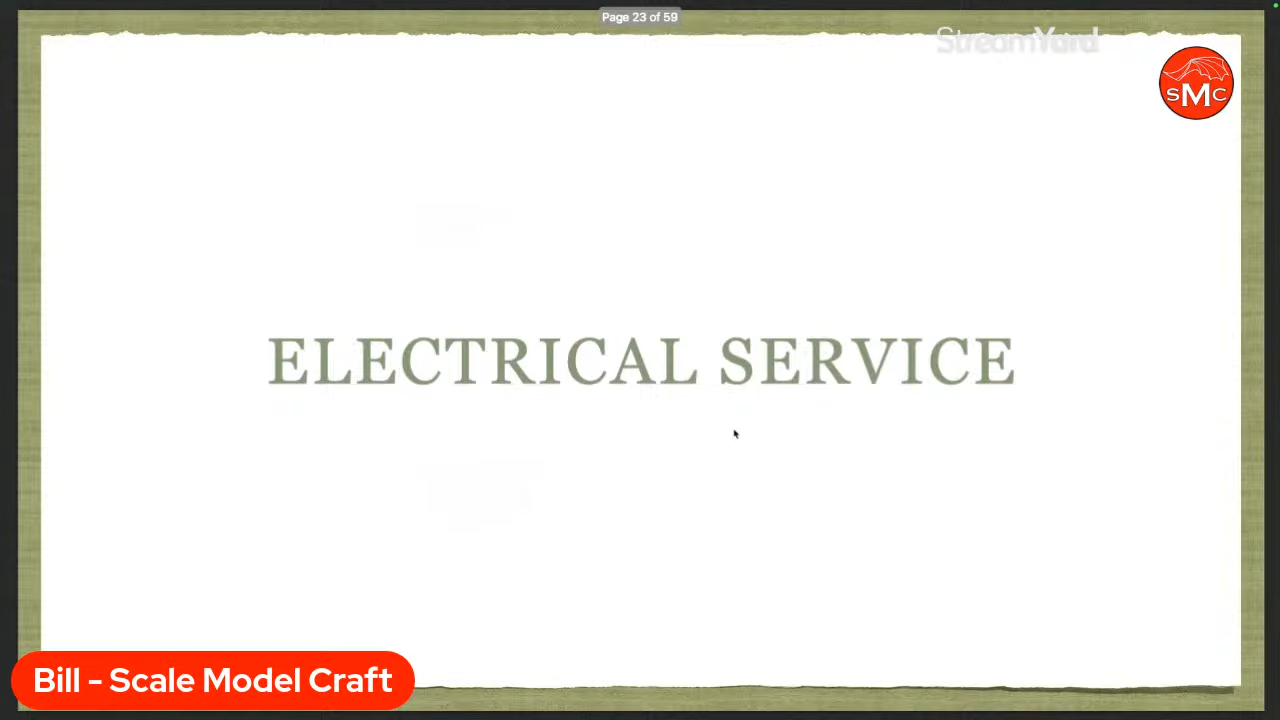 Page 23 of 59
StreamYard
SMC
ELECTRICAL SERVICE
Bill - Scale Model Craft